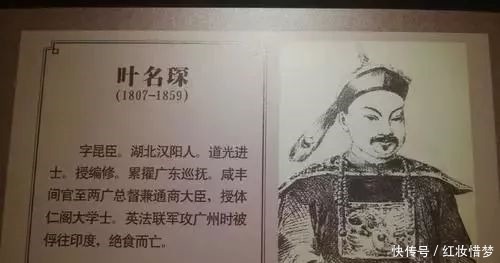 叶名琛
(1807-1859)
字昆臣。湖北汉阳人。道光进
士。授编修。累擢广东巡抚。咸丰
间官至两广总督兼通商大臣，授体
仁阁大学士。英法联军攻广州时被
俘往印度，绝食而亡。
快传号／红妆惜梦